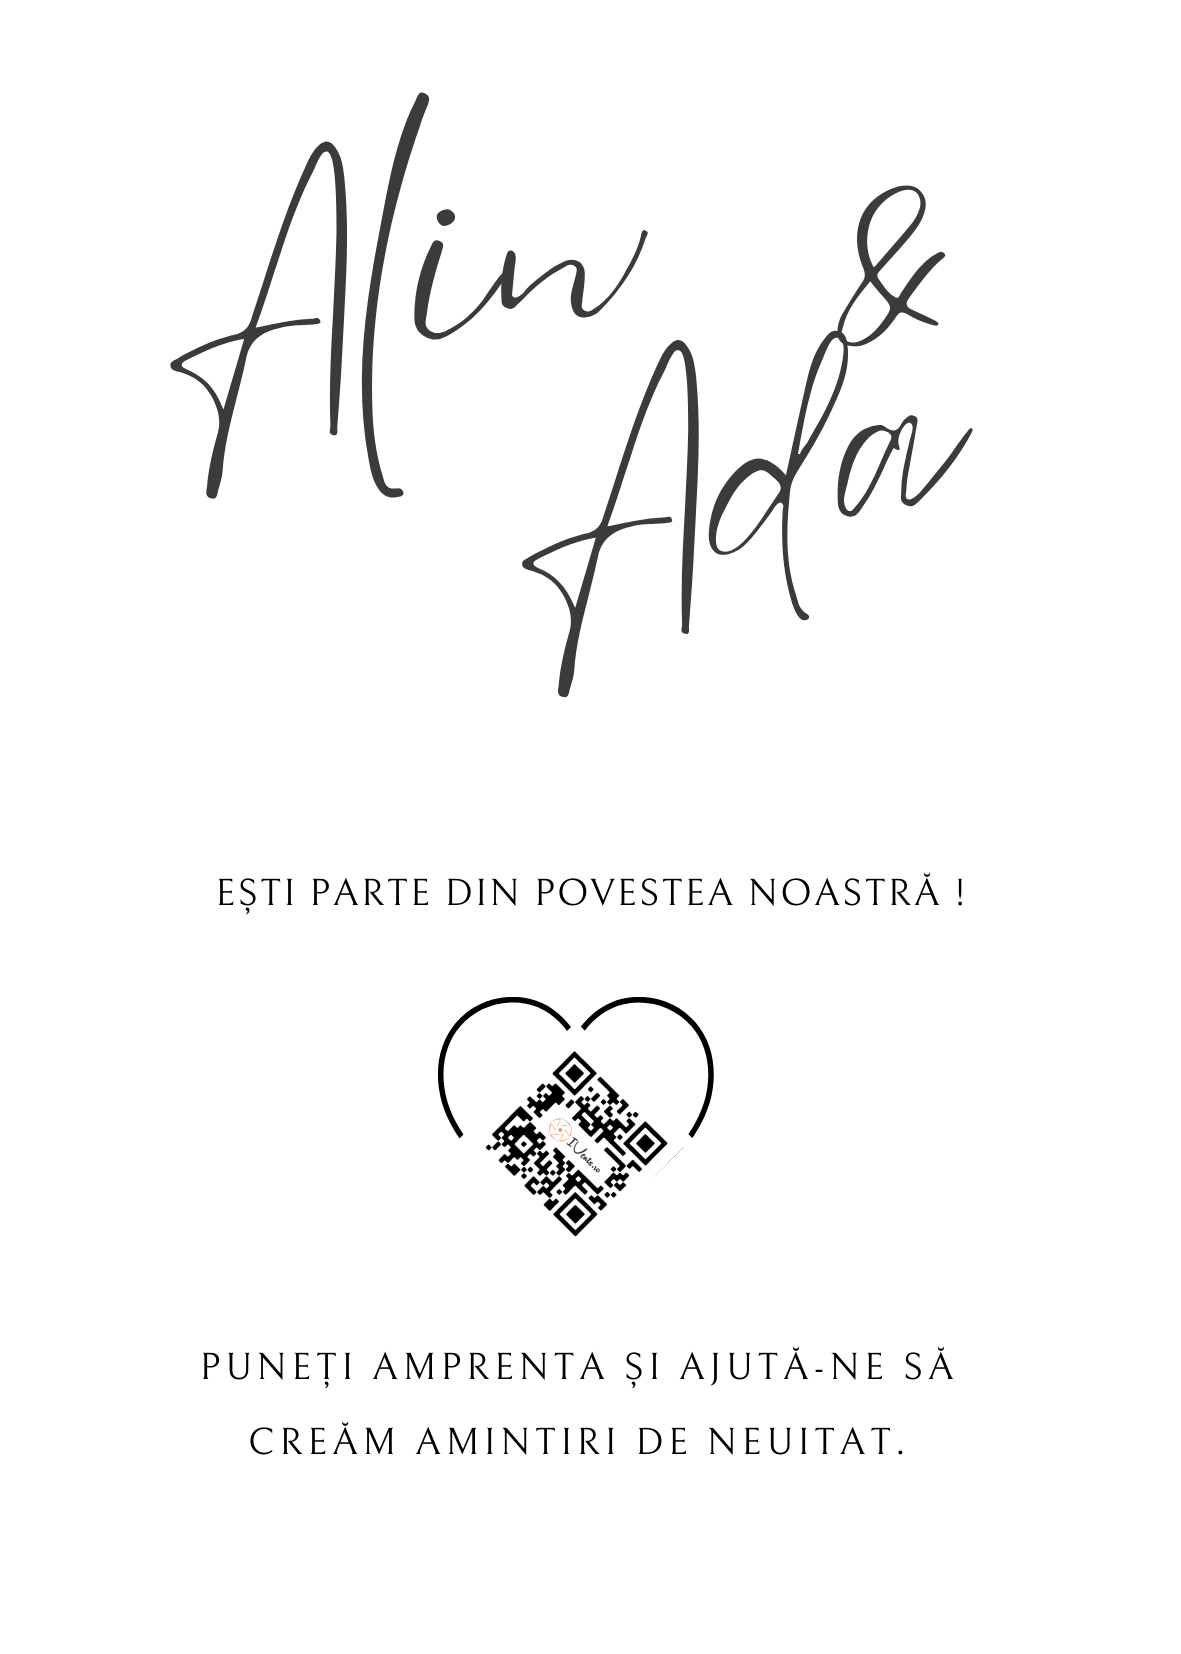 Alin &
Ada
EȘTI PARTE DIN POVESTEA NOASTRĂ !
PUNEȚI AMPRENTA ȘI AJUTĂ-NE SĂ
CREĂM AMINTIRI DE NEUITAT.